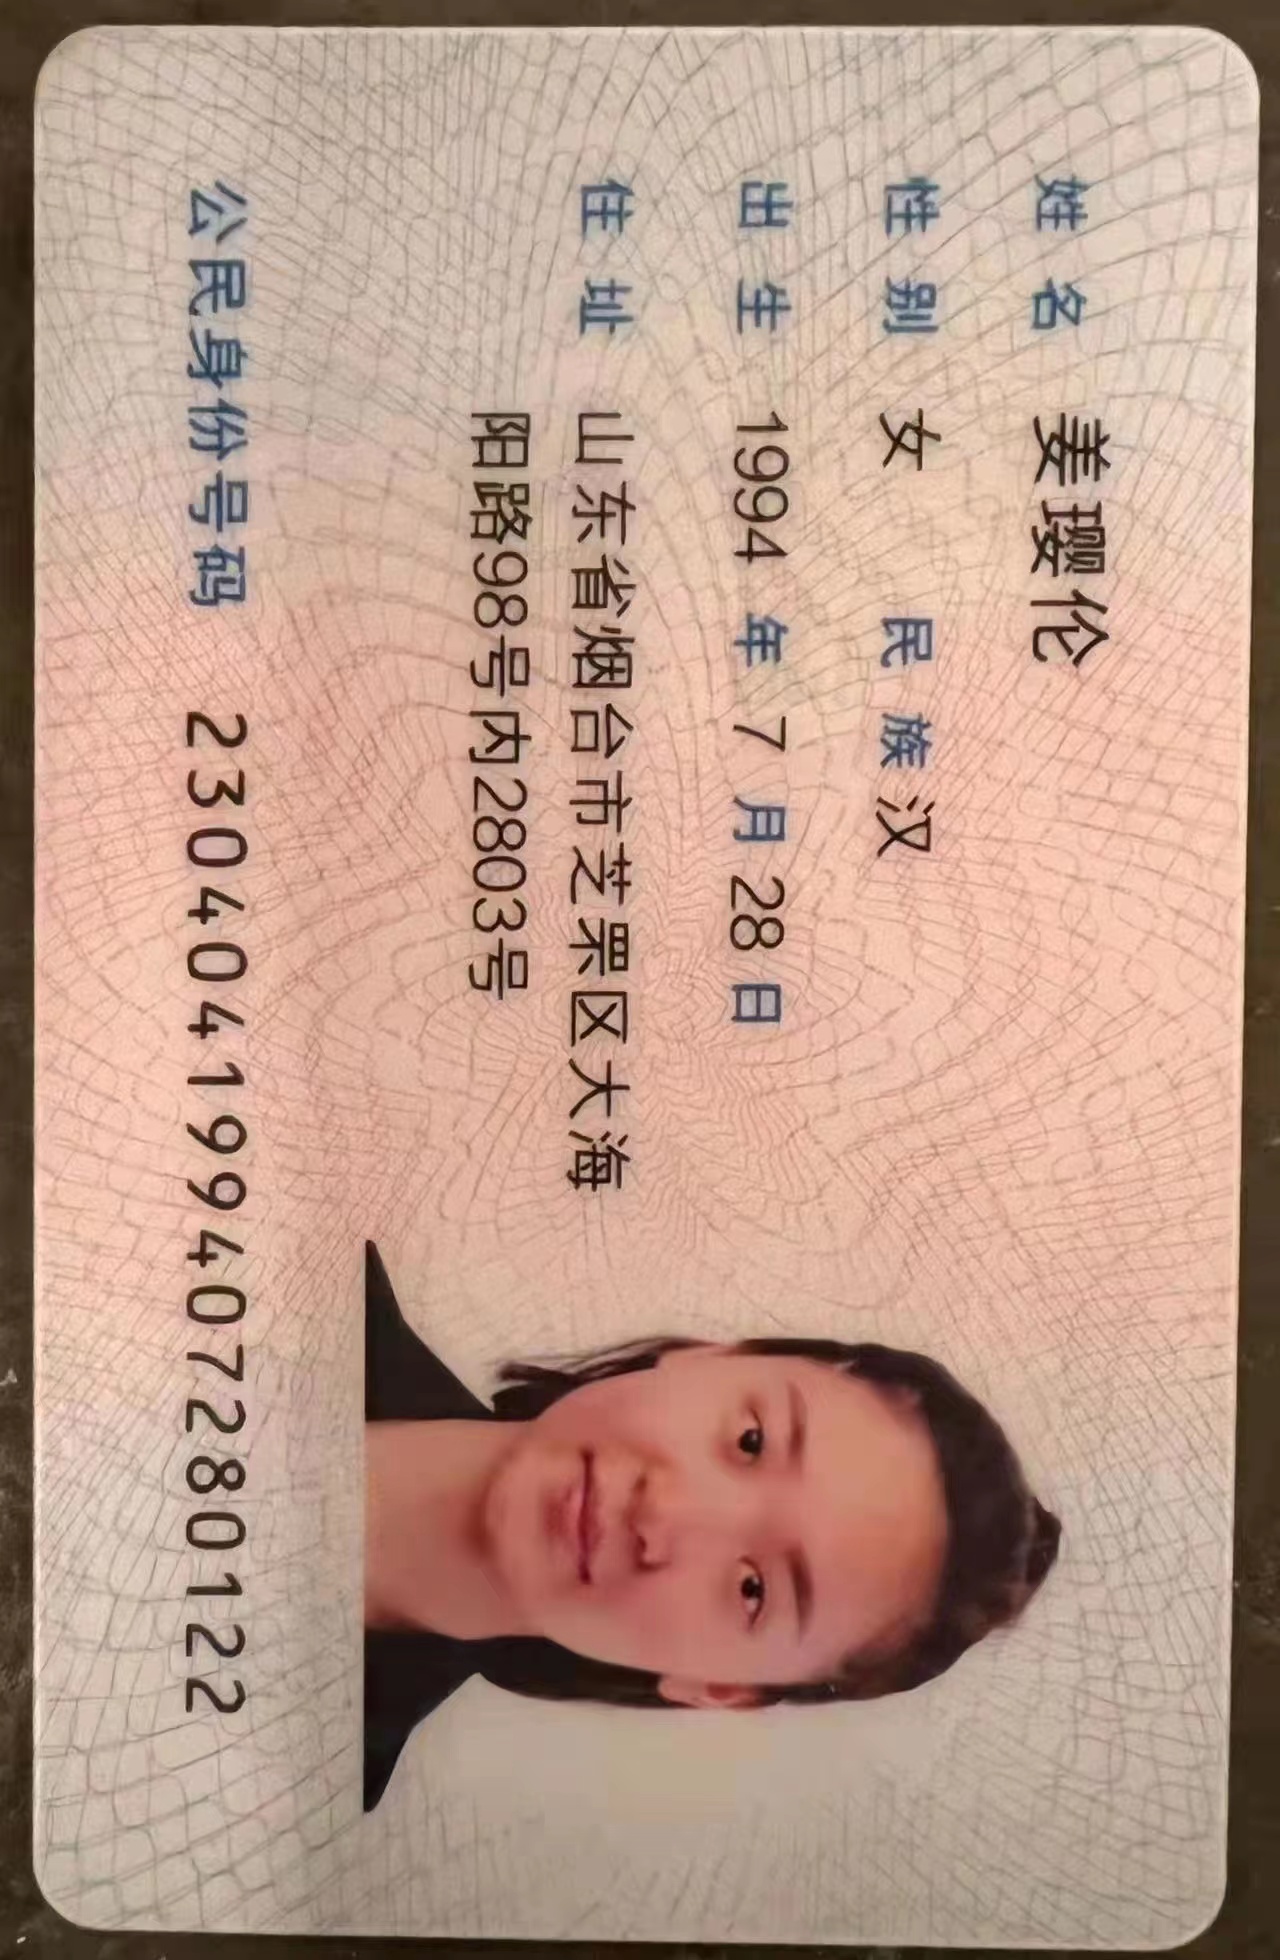 姓名 姜璎伦
性别 女 民族 汉
出生 1994 年 7 月 28 日
住址 山东省烟台市芝罘区大海
阳路98号内2803号
公民身份号码 230404199407280122